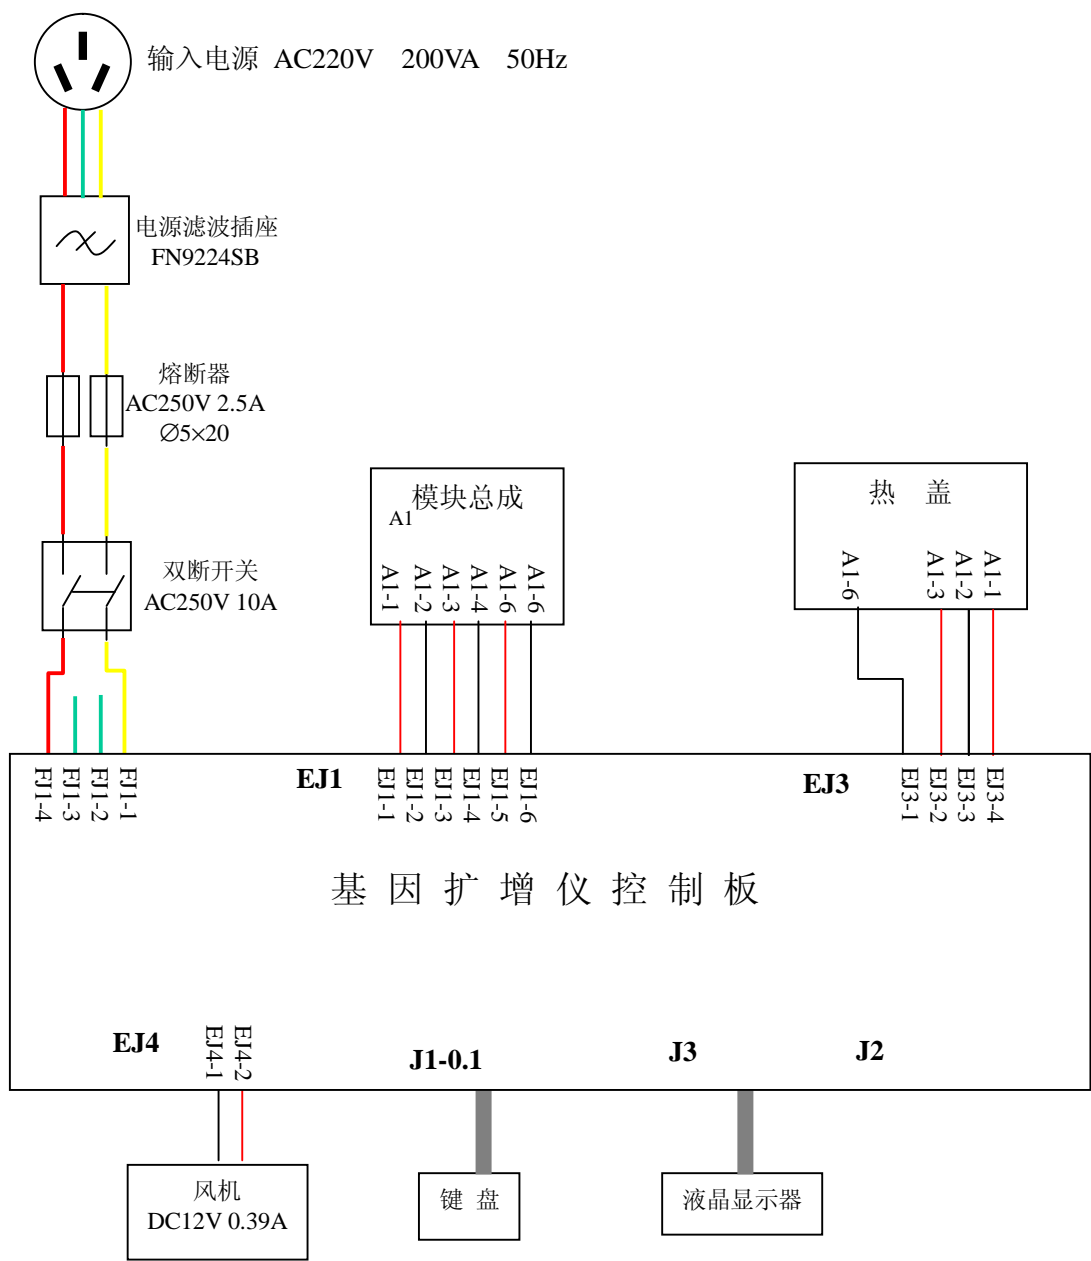 输入电源 AC220V 200VA 50Hz
电源滤波插座
FN9224SB
熔断器
AC250V 2.5A
∅5×20
双断开关
AC250V 10A
模块总成
A1
A1-1
A1-2
A1-3
A1-4
A1-6
A1-6
热 盖
A1-6
A1-3
A1-2
A1-1
EJ1-4
EJ1-3
EJ1-2
EJ1-1
EJ1
EJ1-1
EJ1-2
EJ1-3
EJ1-4
EJ1-5
EJ1-6
EJ3
EJ3-1
EJ3-2
EJ3-3
EJ3-4
基因扩增仪控制板
EJ4
EJ4-1
EJ4-2
J1-0.1
J3
J2
风机
DC12V 0.39A
键 盘
液晶显示器